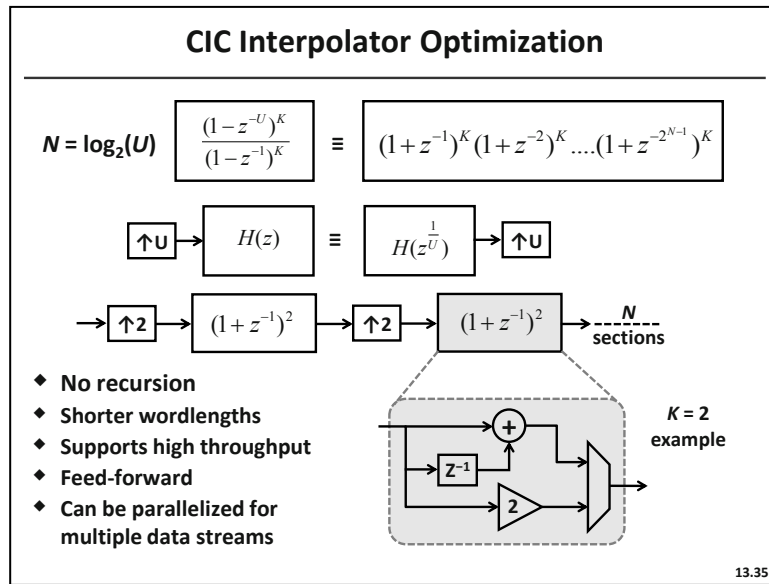 CIC Interpolator Optimization
N = log₂(U) \frac{(1-z^{-U})^K}{(1-z^{-1})^K} ≡ (1+z^{-1})^K(1+z^{-2})^K....(1+z^{-2^{N-1}})^K
↑U H(z) ≡ H(z^{\frac{1}{U}}) ↑U
↑2 (1+z^{-1})^2 ↑2 (1+z^{-1})^2 N
sections
◆ No recursion
◆ Shorter wordlengths
◆ Supports high throughput
◆ Feed-forward
◆ Can be parallelized for
multiple data streams
+
Z⁻¹
2
K = 2
example
13.35